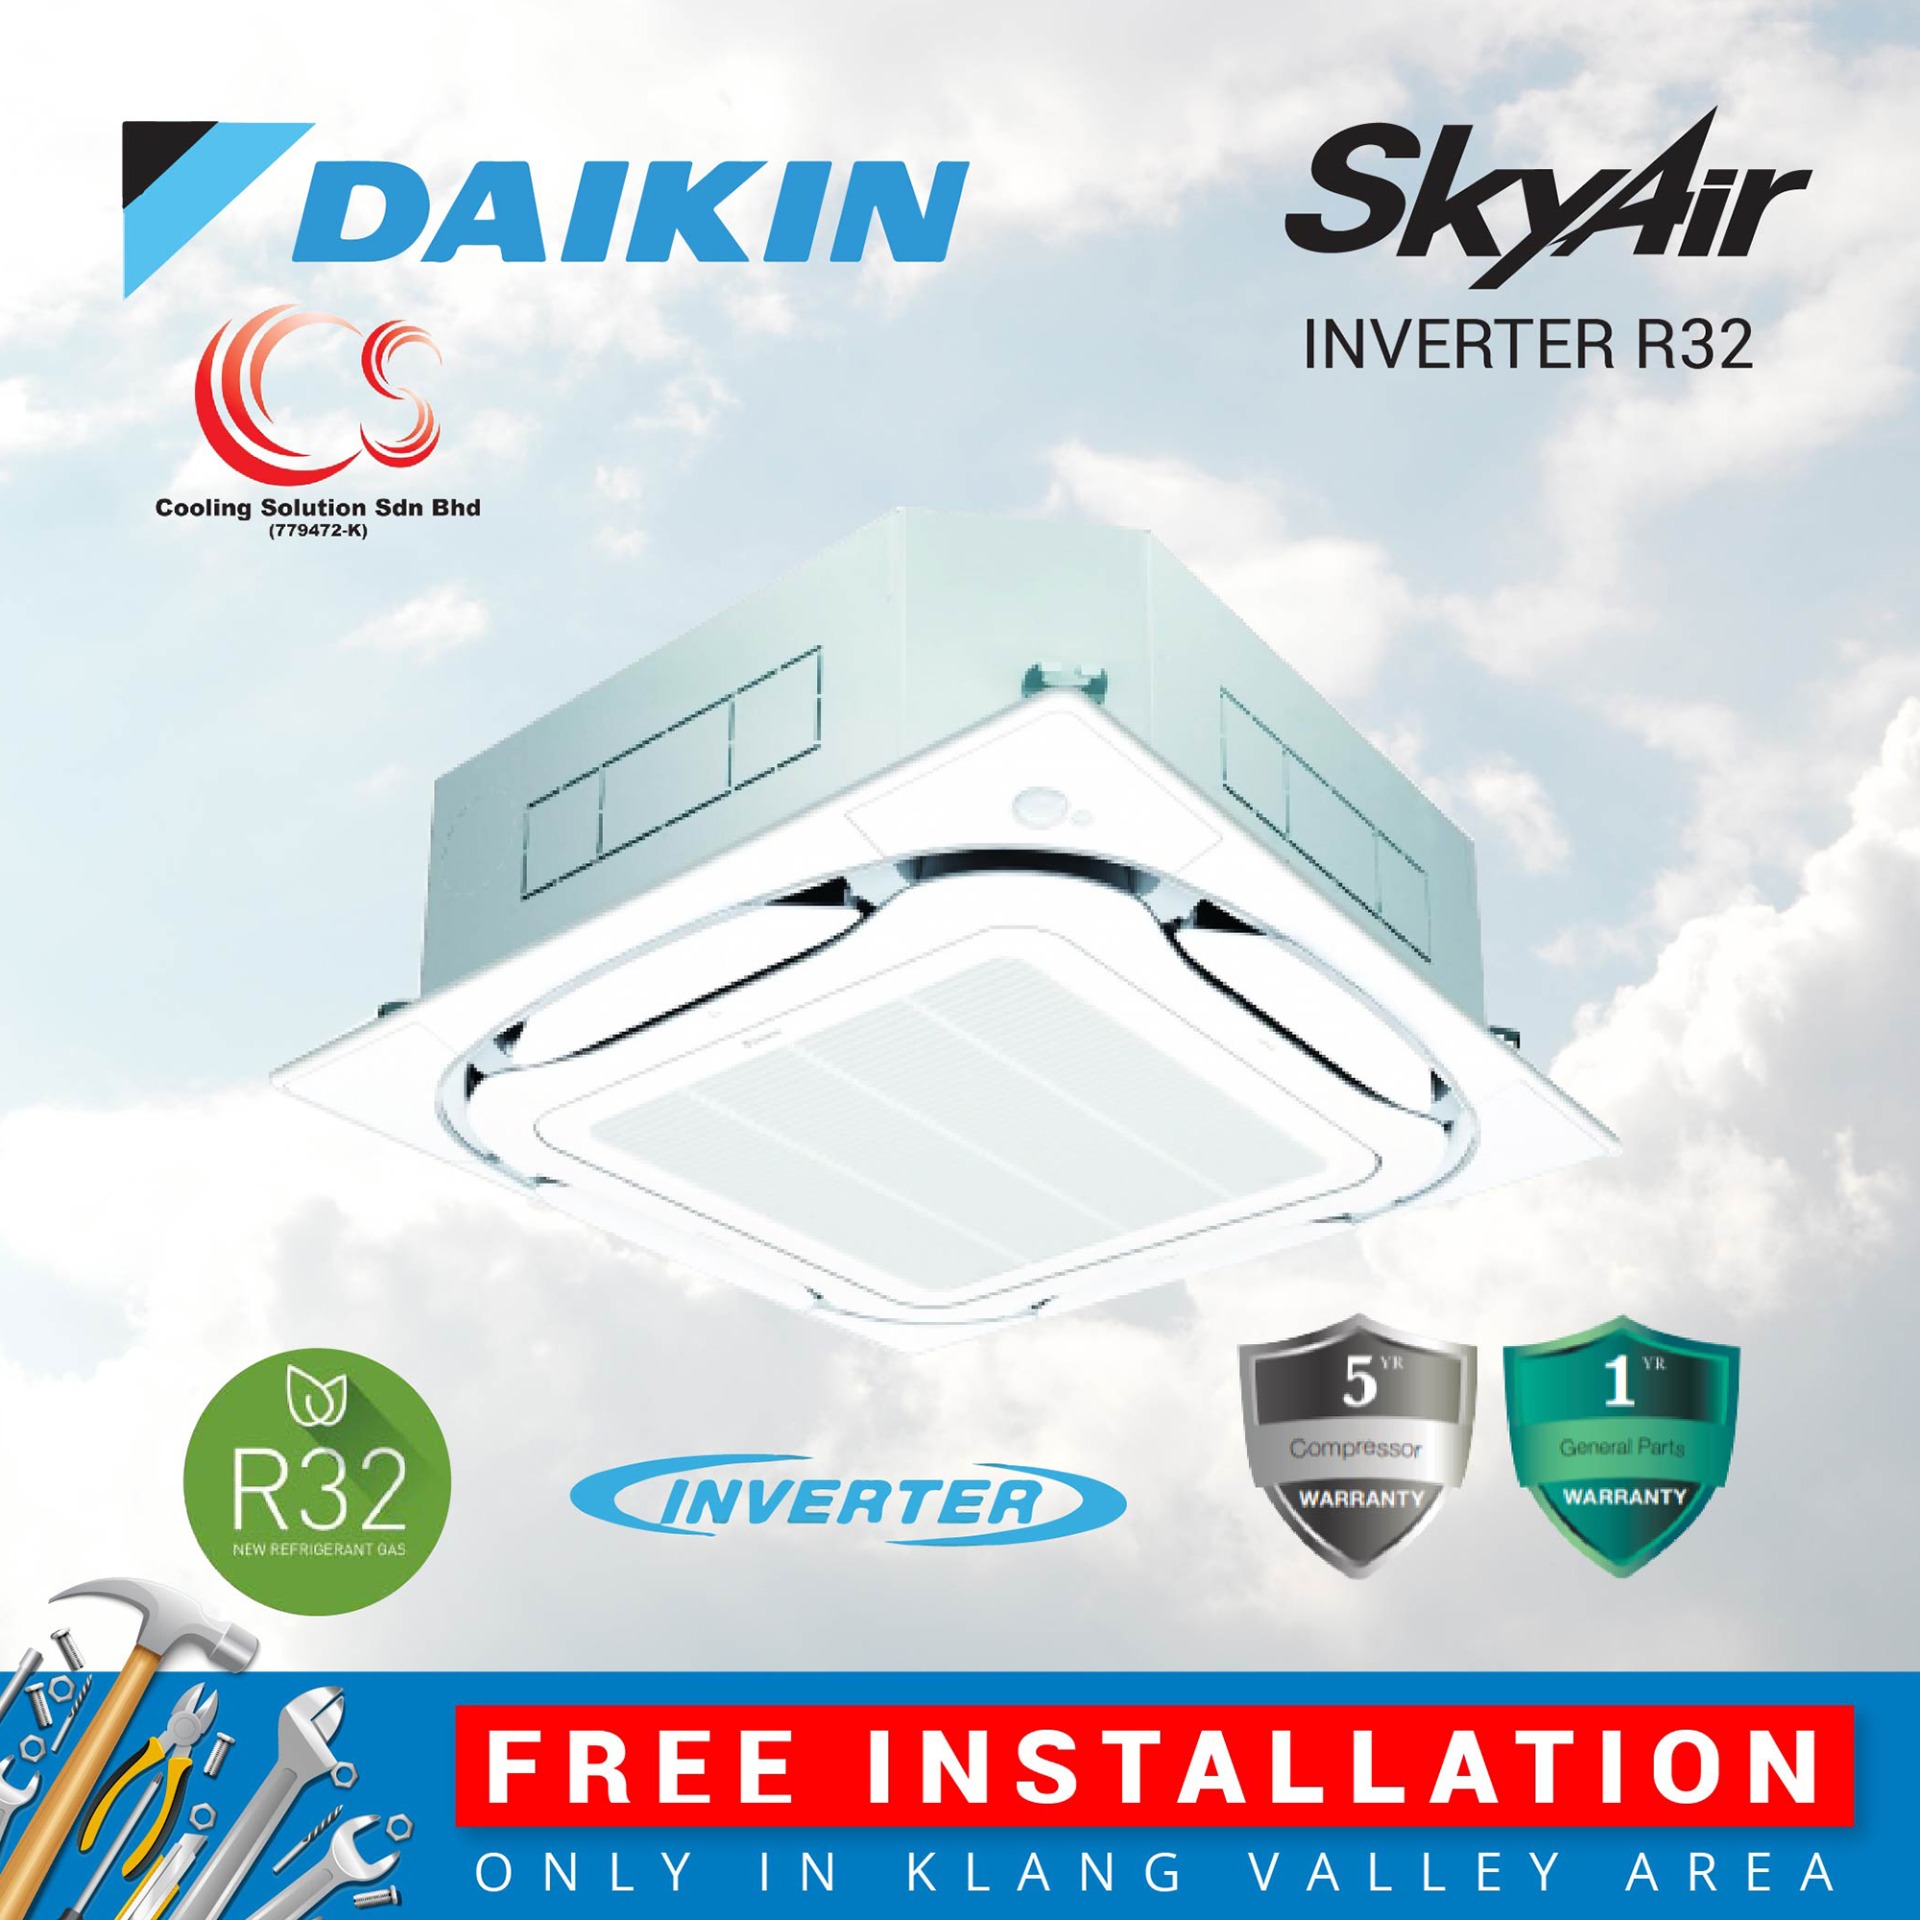 DAIKIN
SkyAir
INVERTER R32
CS
Cooling Solution Sdn Bhd
(779472-K)
R32
NEW REFRIGERANT GAS
INVERTER
5 YR
Compressor
WARRANTY
1 YR
General Parts
WARRANTY
FREE INSTALLATION
ONLY IN KLANG VALLEY AREA